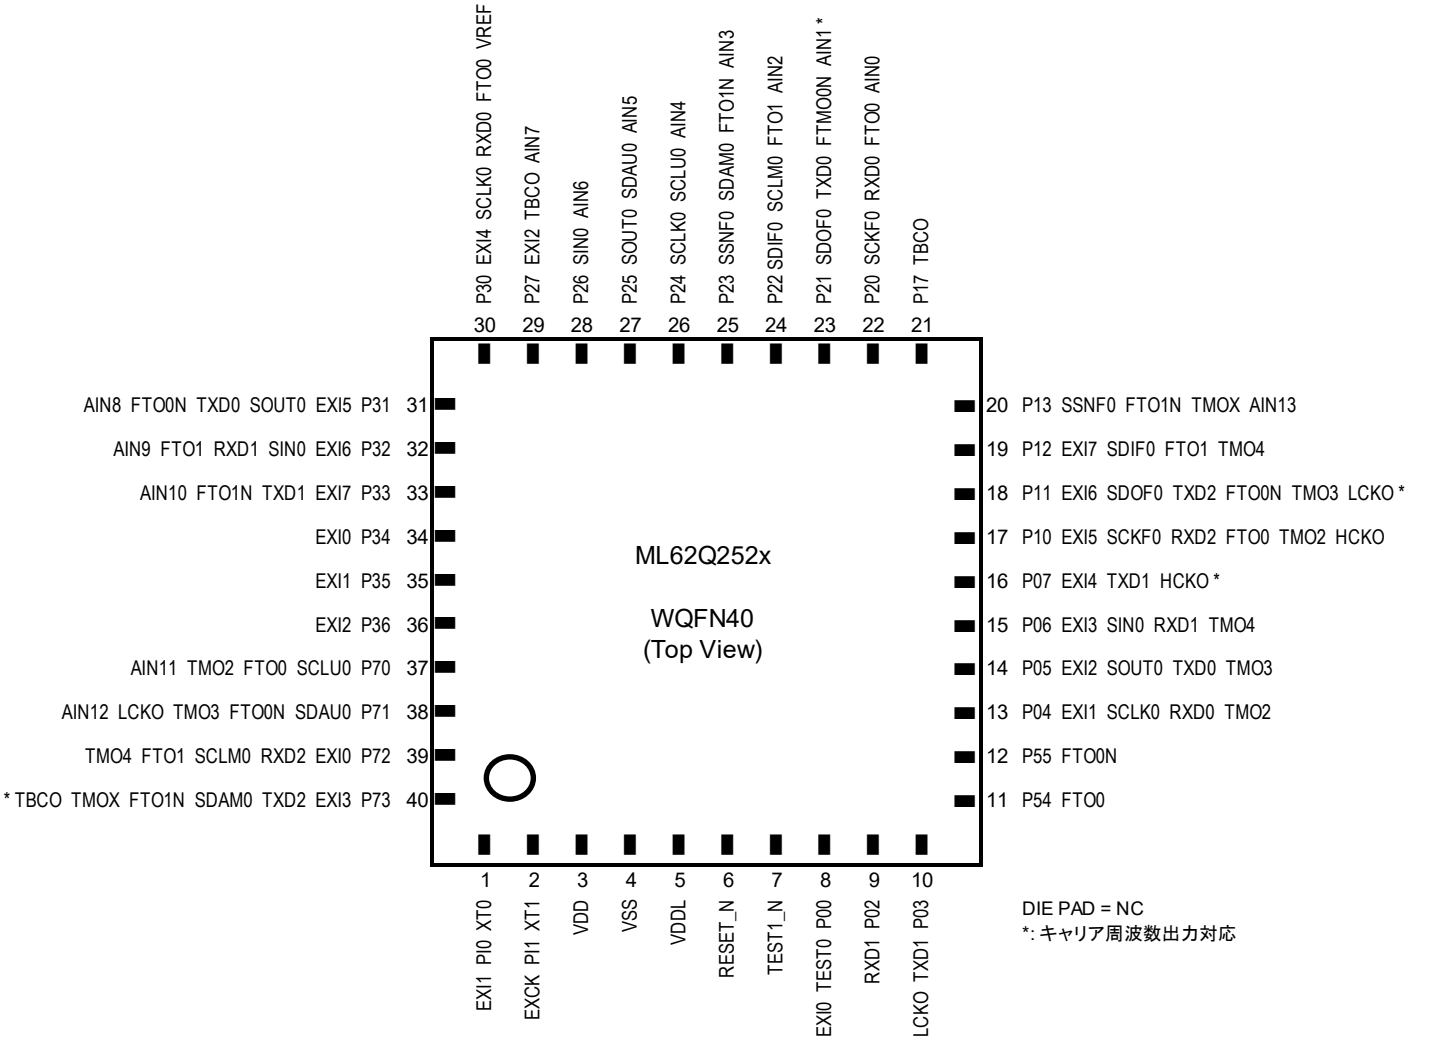 P30 EXI4 SCLK0 RXD0 FTO0 VREF
P27 EXI2 TBCO AIN7
P26 SIN0 AIN6
P25 SOUT0 SDAU0 AIN5
P24 SCLK0 SCLU0 AIN4
P23 SSNF0 SDAM0 FTO1N AIN3
P22 SDIF0 SCLM0 FTO1 AIN2
P21 SDOF0 TXD0 FTMO0N AIN1 *
P20 SCKF0 RXD0 FTO0 AIN0
P17 TBCO
30 29 28 27 26 25 24 23 22 21
AIN8 FTO0N TXD0 SOUT0 EXI5 P31 31
AIN9 FTO1 RXD1 SIN0 EXI6 P32 32
AIN10 FTO1N TXD1 EXI7 P33 33
EXI0 P34 34
EXI1 P35 35
EXI2 P36 36
AIN11 TMO2 FTO0 SCLU0 P70 37
AIN12 LCKO TMO3 FTO0N SDAU0 P71 38
TMO4 FTO1 SCLM0 RXD2 EXI0 P72 39
* TBCO TMOX FTO1N SDAM0 TXD2 EXI3 P73 40
ML62Q252x
WQFN40
(Top View)
20 P13 SSNF0 FTO1N TMOX AIN13
19 P12 EXI7 SDIF0 FTO1 TMO4
18 P11 EXI6 SDOF0 TXD2 FTO0N TMO3 LCKO *
17 P10 EXI5 SCKF0 RXD2 FTO0 TMO2 HCKO
16 P07 EXI4 TXD1 HCKO *
15 P06 EXI3 SIN0 RXD1 TMO4
14 P05 EXI2 SOUT0 TXD0 TMO3
13 P04 EXI1 SCLK0 RXD0 TMO2
12 P55 FTO0N
11 P54 FTO0
1 2 3 4 5 6 7 8 9 10
EXI1 PI0 XT0
EXCK PI1 XT1
VDD
VSS
VDDL
RESET_N
TEST1_N
EXI0 TEST0 P00
RXD1 P02
LCKO TXD1 P03
DIE PAD = NC
*: キャリア周波数出力対応